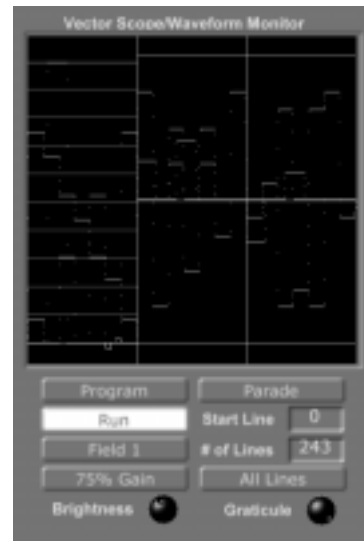 Vector Scope/Waveform Monitor
Program Parade
Run Start Line 0
Field 1 # of Lines 243
75% Gain All Lines
Brightness Graticule